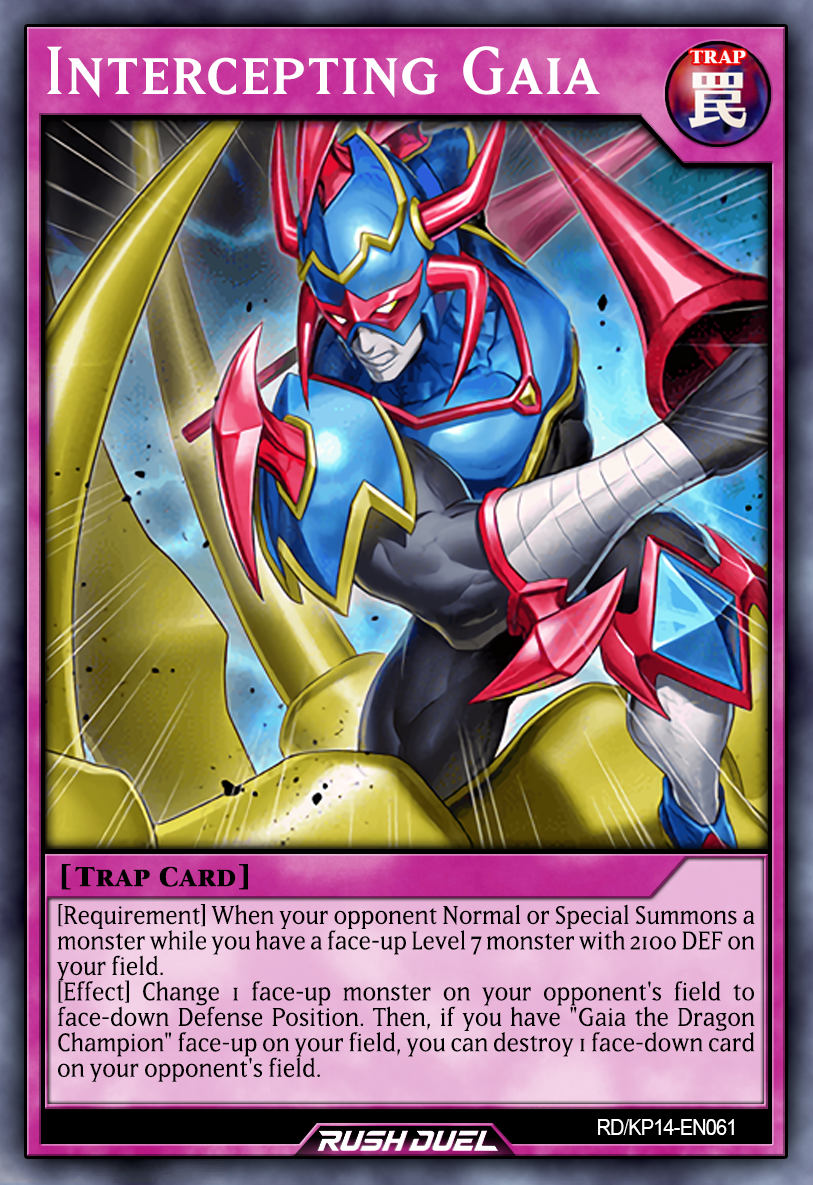 Intercepting Gaia
TRAP
罠
[Trap Card]
[Requirement] When your opponent Normal or Special Summons a
monster while you have a face-up Level 7 monster with 2100 DEF on
your field.
[Effect] Change 1 face-up monster on your opponent's field to
face-down Defense Position. Then, if you have "Gaia the Dragon
Champion" face-up on your field, you can destroy 1 face-down card
on your opponent's field.
RD/KP14-EN061
RUSH DUEL